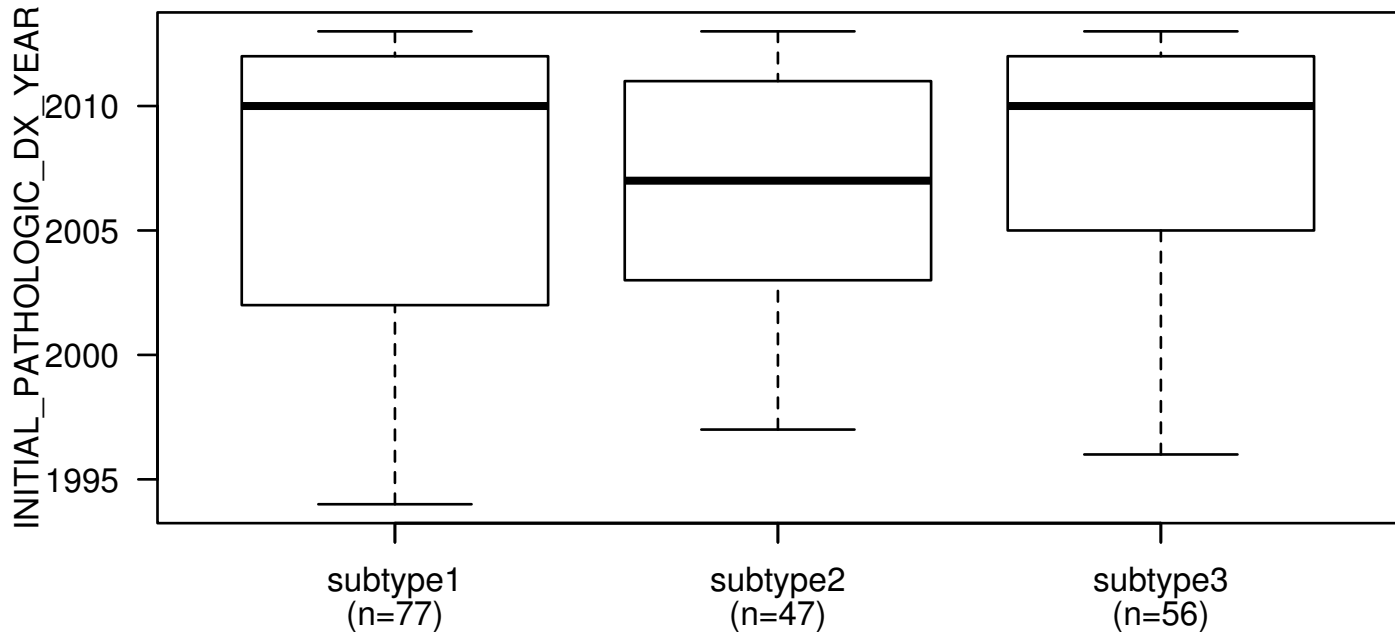 INITIAL_PATHOLOGIC_DX_YEAR
2010
2005
2000
1995
subtype1
(n=77)
subtype2
(n=47)
subtype3
(n=56)